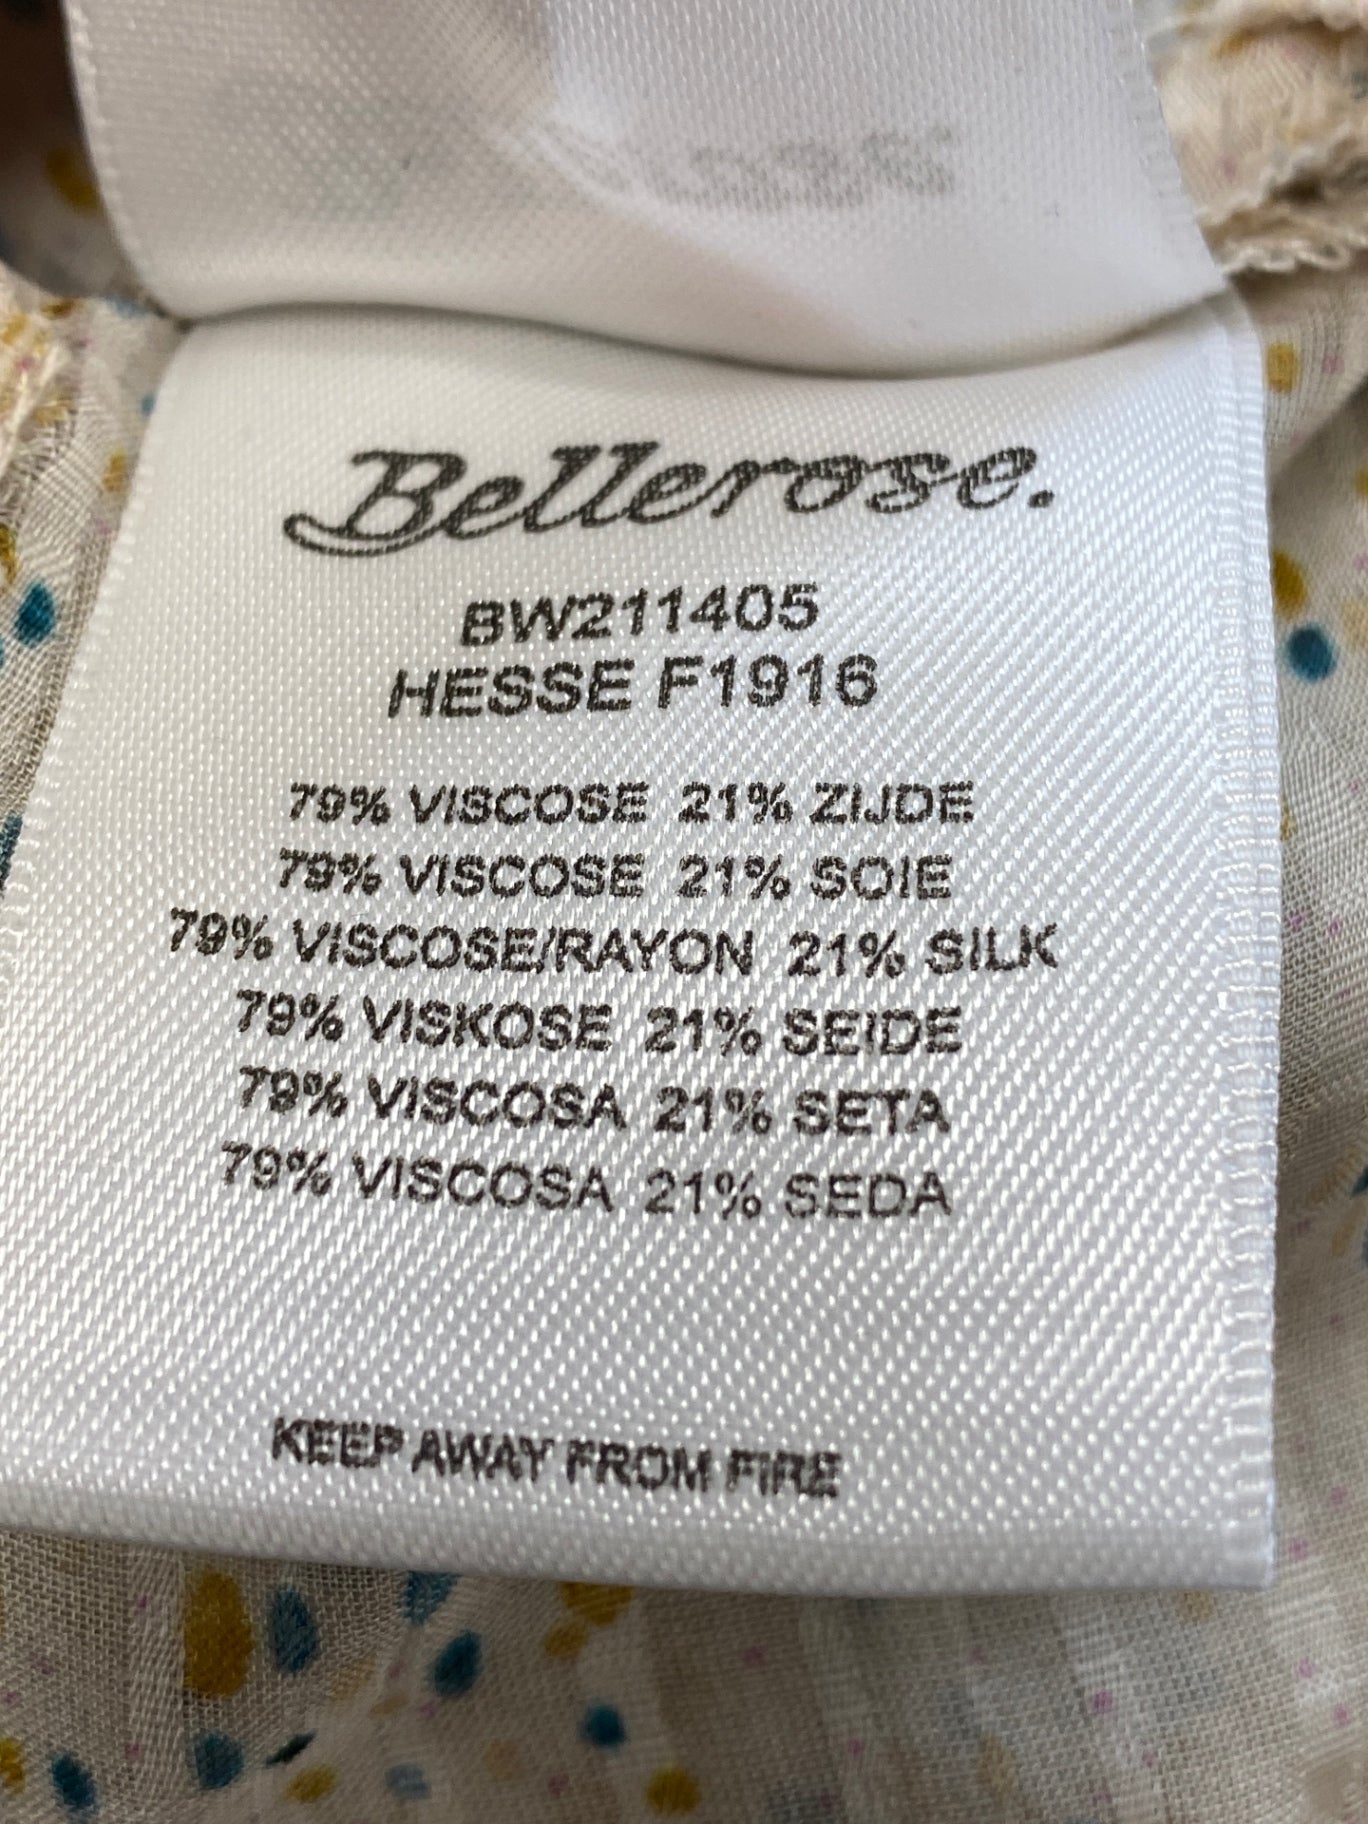 Bellerose.
BW211405
HESSE F1916
79% VISCOSE 21% ZIJDE
79% VISCOSE 21% SOIE
79% VISCOSE/RAYON 21% SILK
79% VISKOSE 21% SEIDE
79% VISCOSA 21% SETA
79% VISCOSA 21% SEDA
KEEP AWAY FROM FIRE